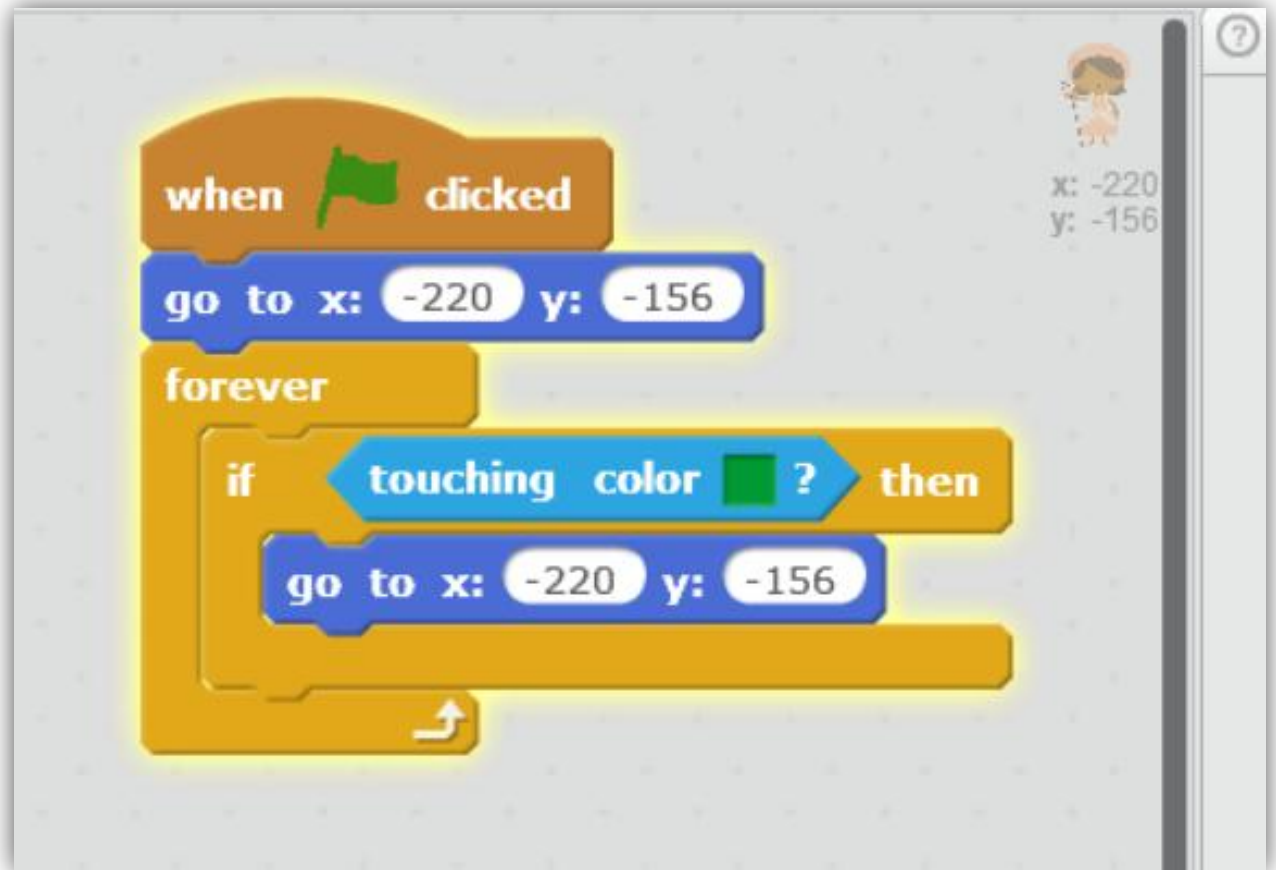 when clicked
go to x: -220 y: -156
forever
if touching color ? then
go to x: -220 y: -156
x: -220
y: -156
?